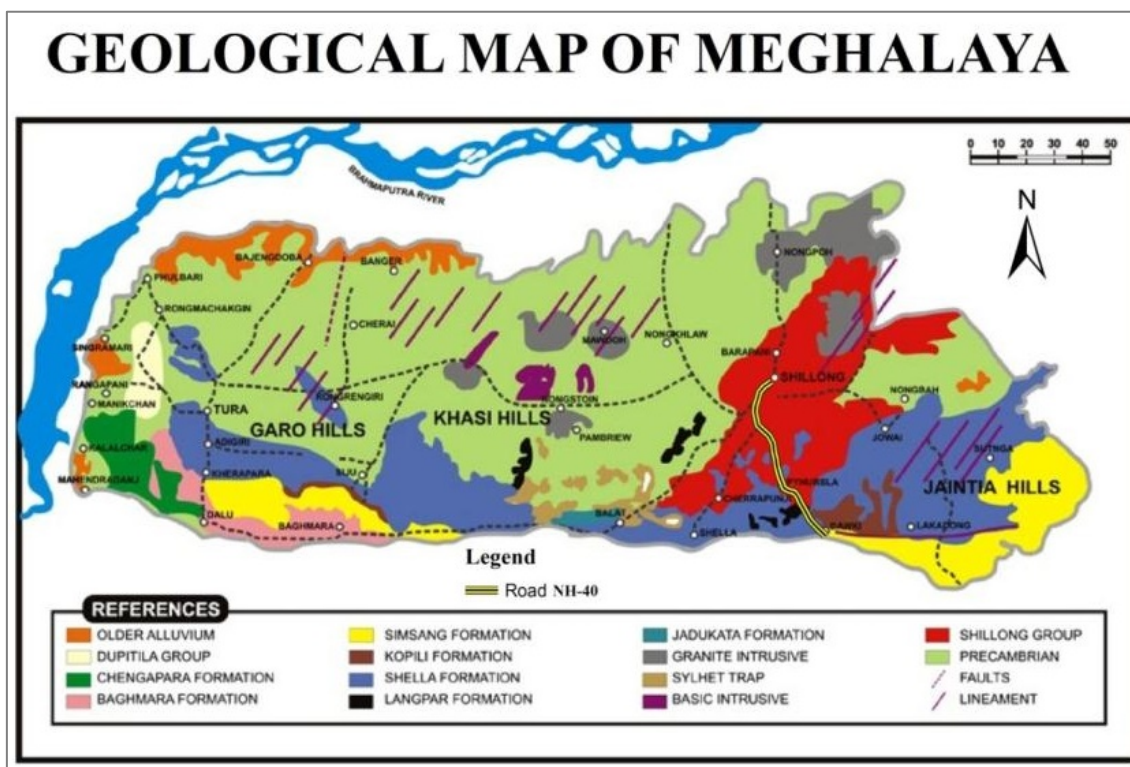 GEOLOGICAL MAP OF MEGHALAYA
0 10 20 30 40 50
BRAHMAPUTRA RIVER
N
NONGPOH
BAJENGDOBA
BANGER
PHULBARI
RONGMACHAKGIN
CHERAI
MAWDOH
NONGKHLAW
SINGRAMARI
BARAPANI
SHILLONG
RANGAPANI
MANIKCHAN
RONGRENGIRI
NONGSTOIN
NONGBAH
TURA
GARO HILLS
KHASI HILLS
PAMBRIEW
JOWAI
KALALCHAR
ADIGIRI
SUTNGA
MAHENDRAGANJ
KHERAPARA
SIJU
JAINTIA HILLS
CHERRAPUNJI
DALU
BAGHMARA
BALAT
SHELLA
DAWKI
LAKADONG
Legend
Road NH-40
REFERENCES
OLDER ALLUVIUM
SIMSANG FORMATION
JADUKATA FORMATION
SHILLONG GROUP
DUPITILA GROUP
KOPILI FORMATION
GRANITE INTRUSIVE
PRECAMBRIAN
CHENGAPARA FORMATION
SHELLA FORMATION
SYLHET TRAP
FAULTS
BAGHMARA FORMATION
LANGPAR FORMATION
BASIC INTRUSIVE
LINEAMENT